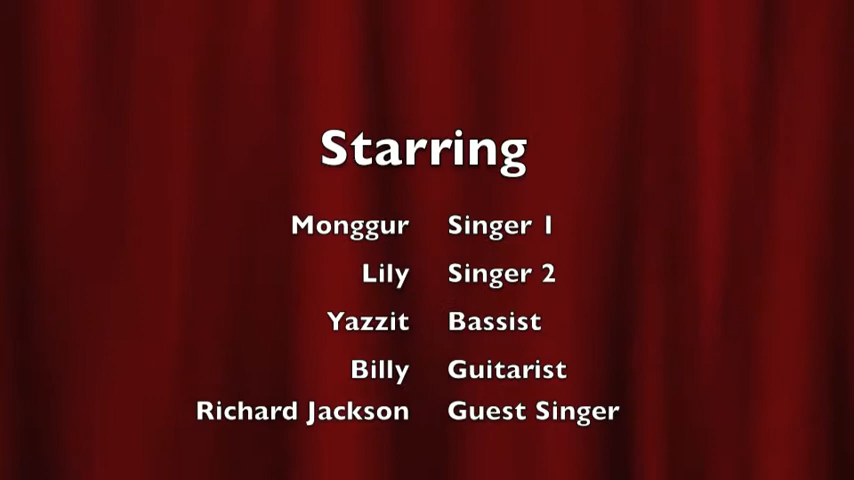 Starring
Monggur Singer 1
Lily Singer 2
Yazzit Bassist
Billy Guitarist
Richard Jackson Guest Singer